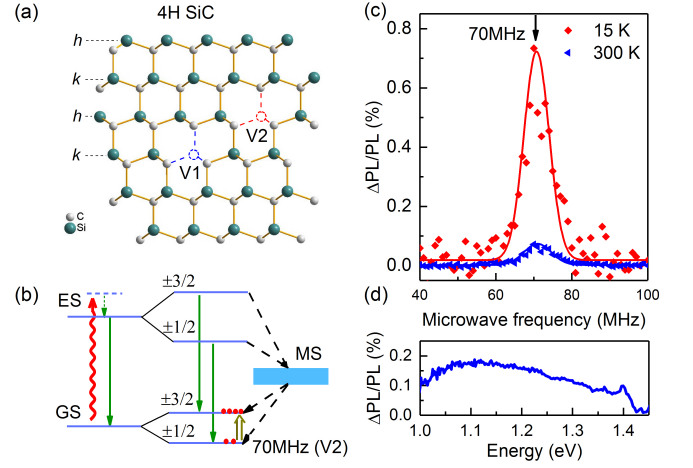 (a)
4H SiC
h
k
h
k
V2
V1
C
Si
(b)
ES
GS
±3/2
±1/2
±3/2
±1/2
MS
70MHz (V2)
(c)
70MHz
15 K
300 K
ΔPL/PL (%)
0.8
0.6
0.4
0.2
0.0
40 60 80 100
Microwave frequency (MHz)
(d)
ΔPL/PL (%)
0.2
0.1
0.0
1.0 1.1 1.2 1.3 1.4
Energy (eV)